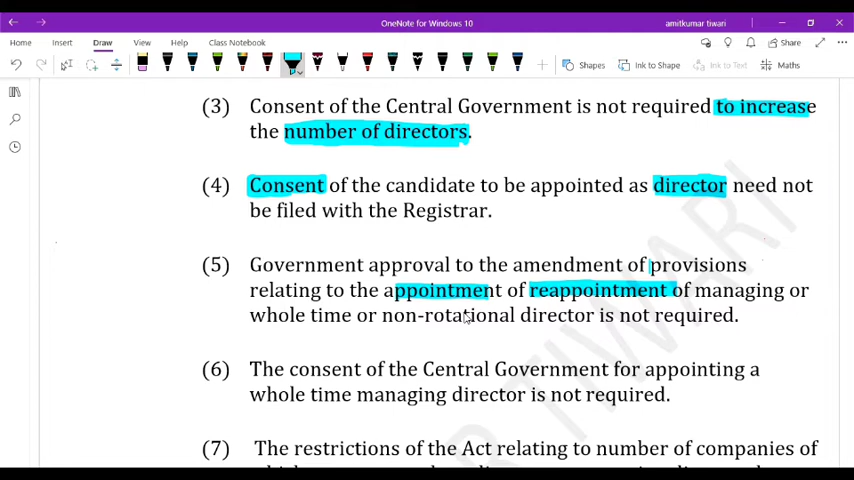 OneNote for Windows 10
amitkumar tiwari
Home Insert Draw View Help Class Notebook
Share
Shapes Ink to Shape Ink to Text Maths
(3) Consent of the Central Government is not required to increase
the number of directors.
(4) Consent of the candidate to be appointed as director need not
be filed with the Registrar.
(5) Government approval to the amendment of provisions
relating to the appointment of reappointment of managing or
whole time or non-rotational director is not required.
(6) The consent of the Central Government for appointing a
whole time managing director is not required.
(7) The restrictions of the Act relating to number of companies of
R TIWARI